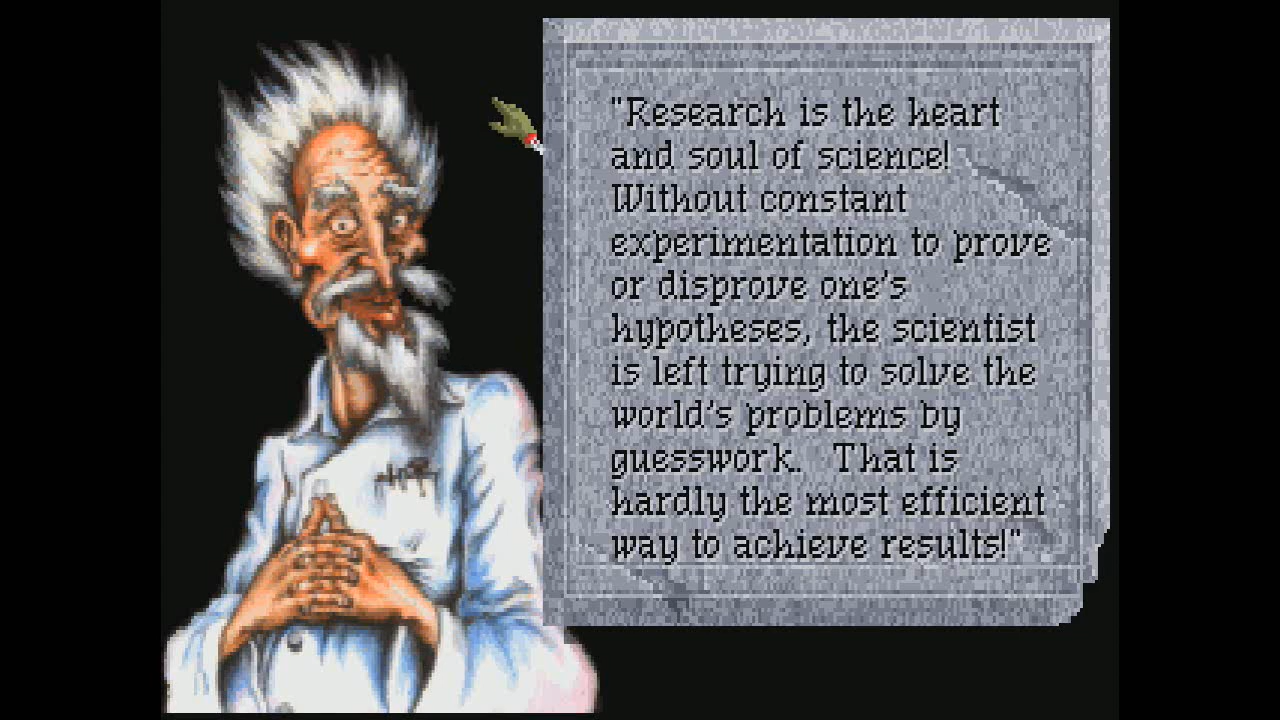 "Research is the heart
and soul of science!
Without constant
experimentation to prove
or disprove one's
hypotheses, the scientist
is left trying to solve the
world's problems by
guesswork.  That is
hardly the most efficient
way to achieve results!"